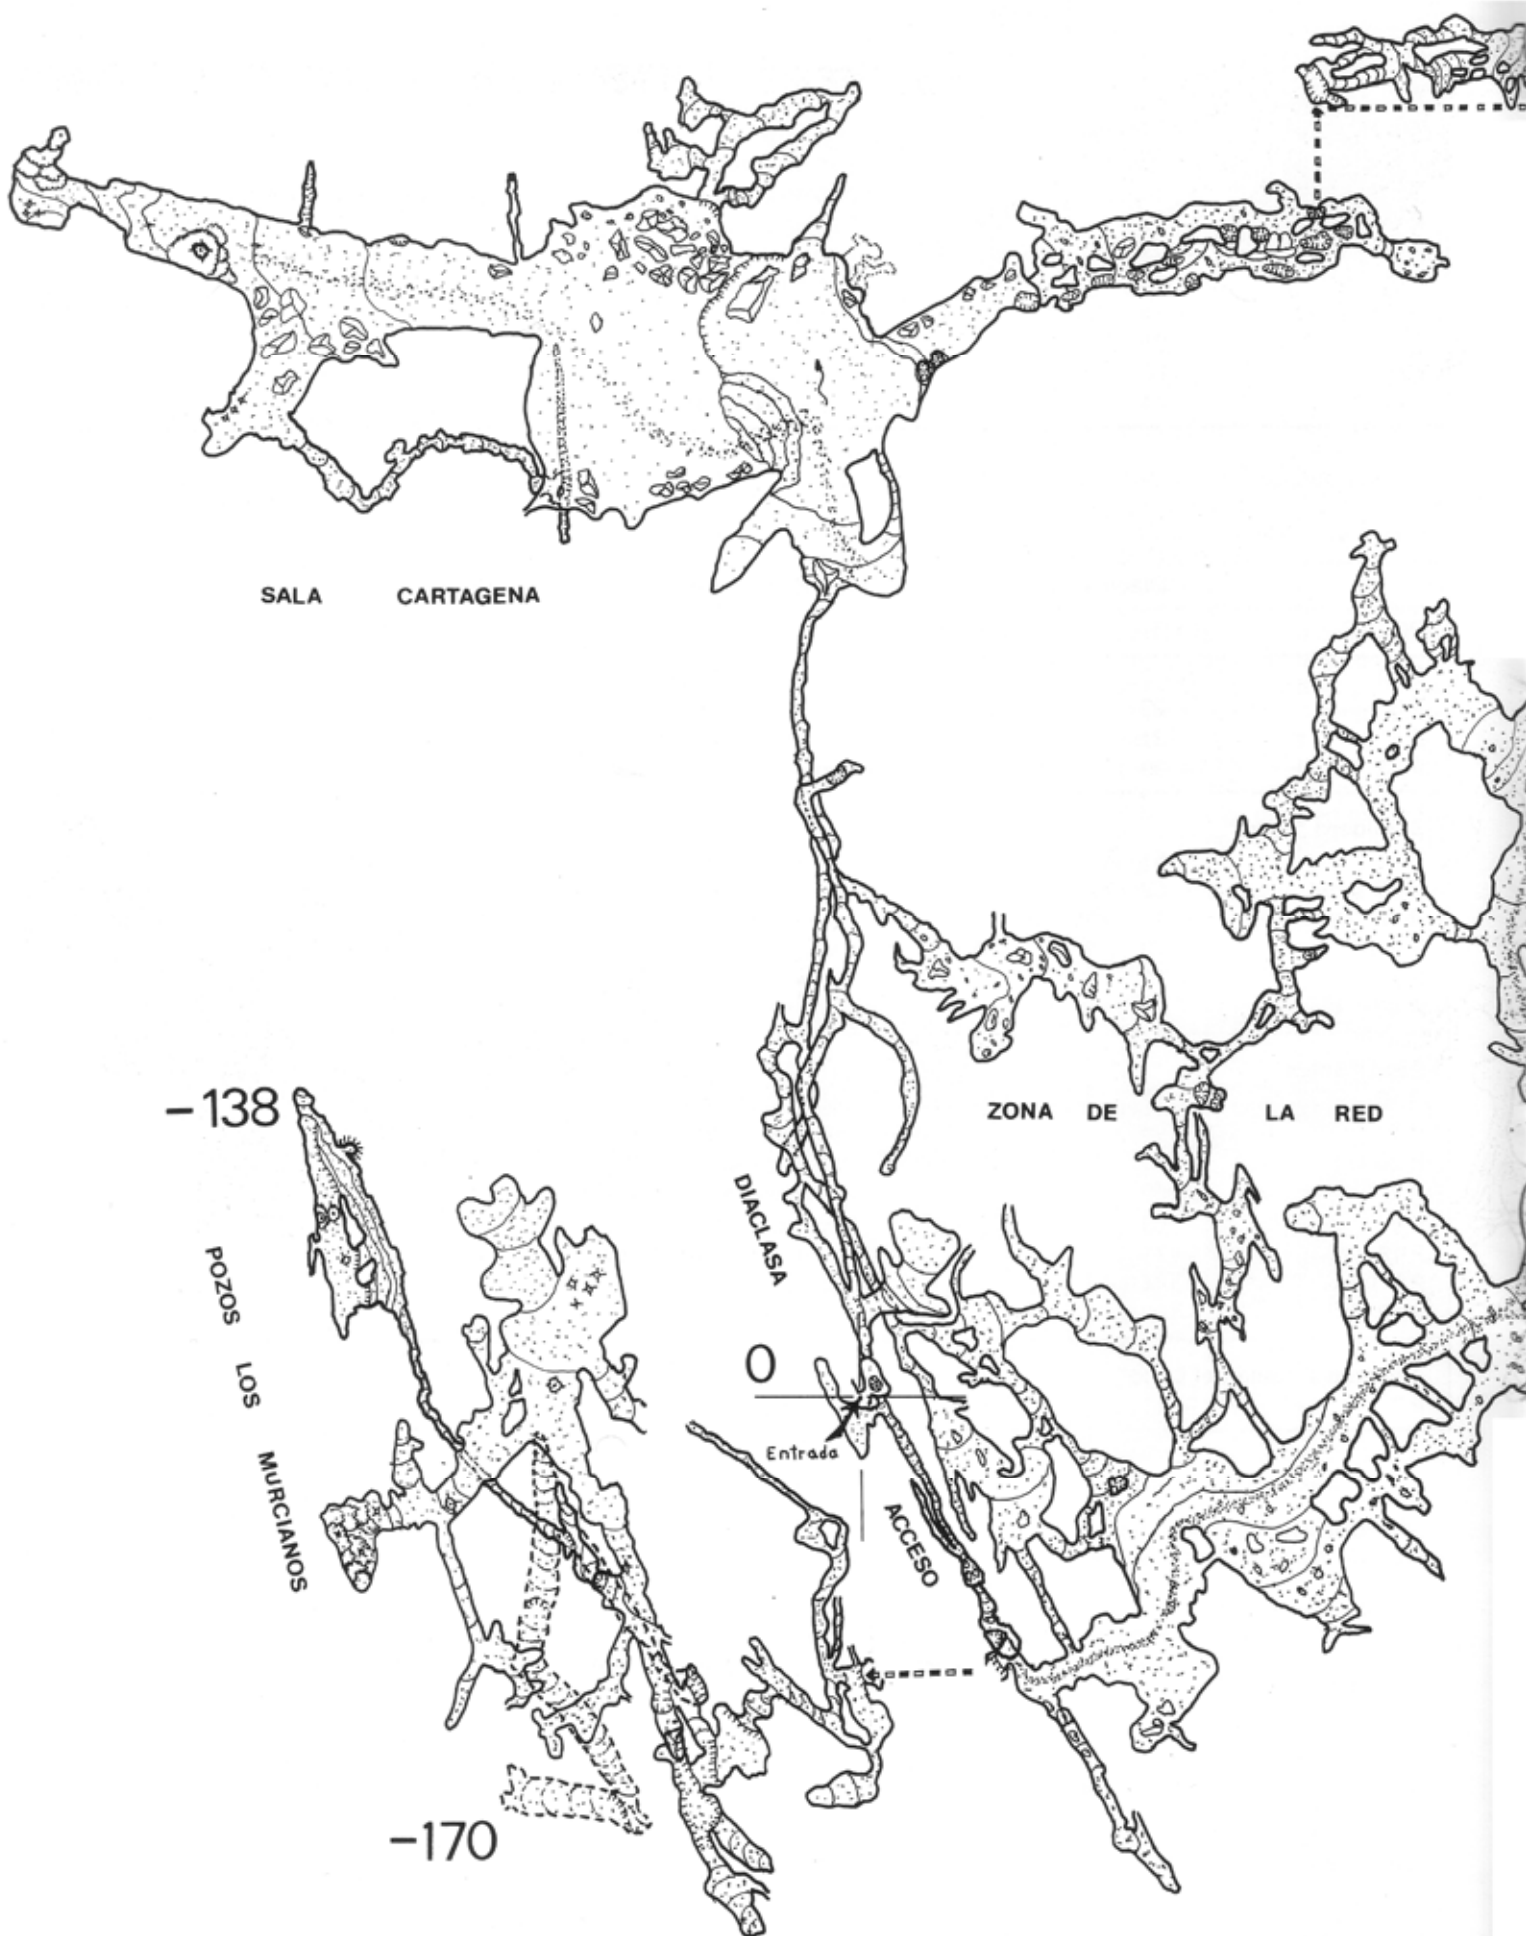 SALA CARTAGENA
ZONA DE LA RED
-138
DIACLASA
POZOS LOS MURCIANOS
0
Entrada
ACCESO
-170